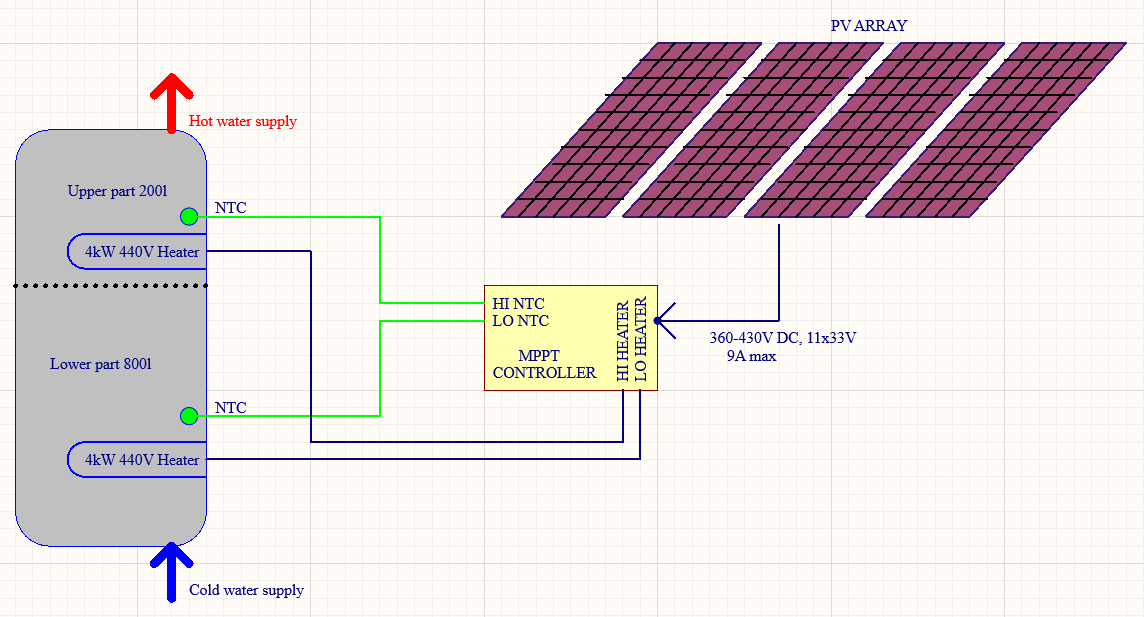 PV ARRAY
Hot water supply
Upper part 200l
NTC
4kW 440V Heater
HI NTC
LO NTC
MPPT
CONTROLLER
HI HEATER
LO HEATER
360-430V DC, 11x33V
9A max
Lower part 800l
NTC
4kW 440V Heater
Cold water supply